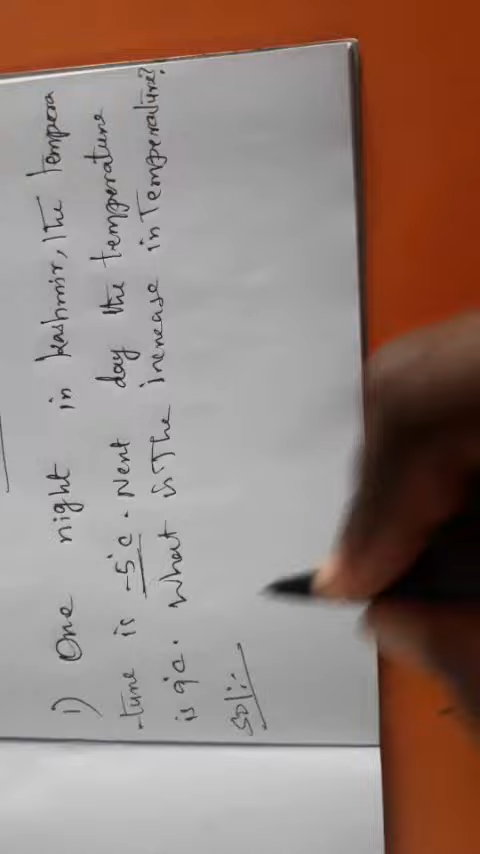 1) One night in kashmir, the tempera
-ture is -5°c. Next day the temperature
is 9°c. What is The increase in Temperature?
Sol:-